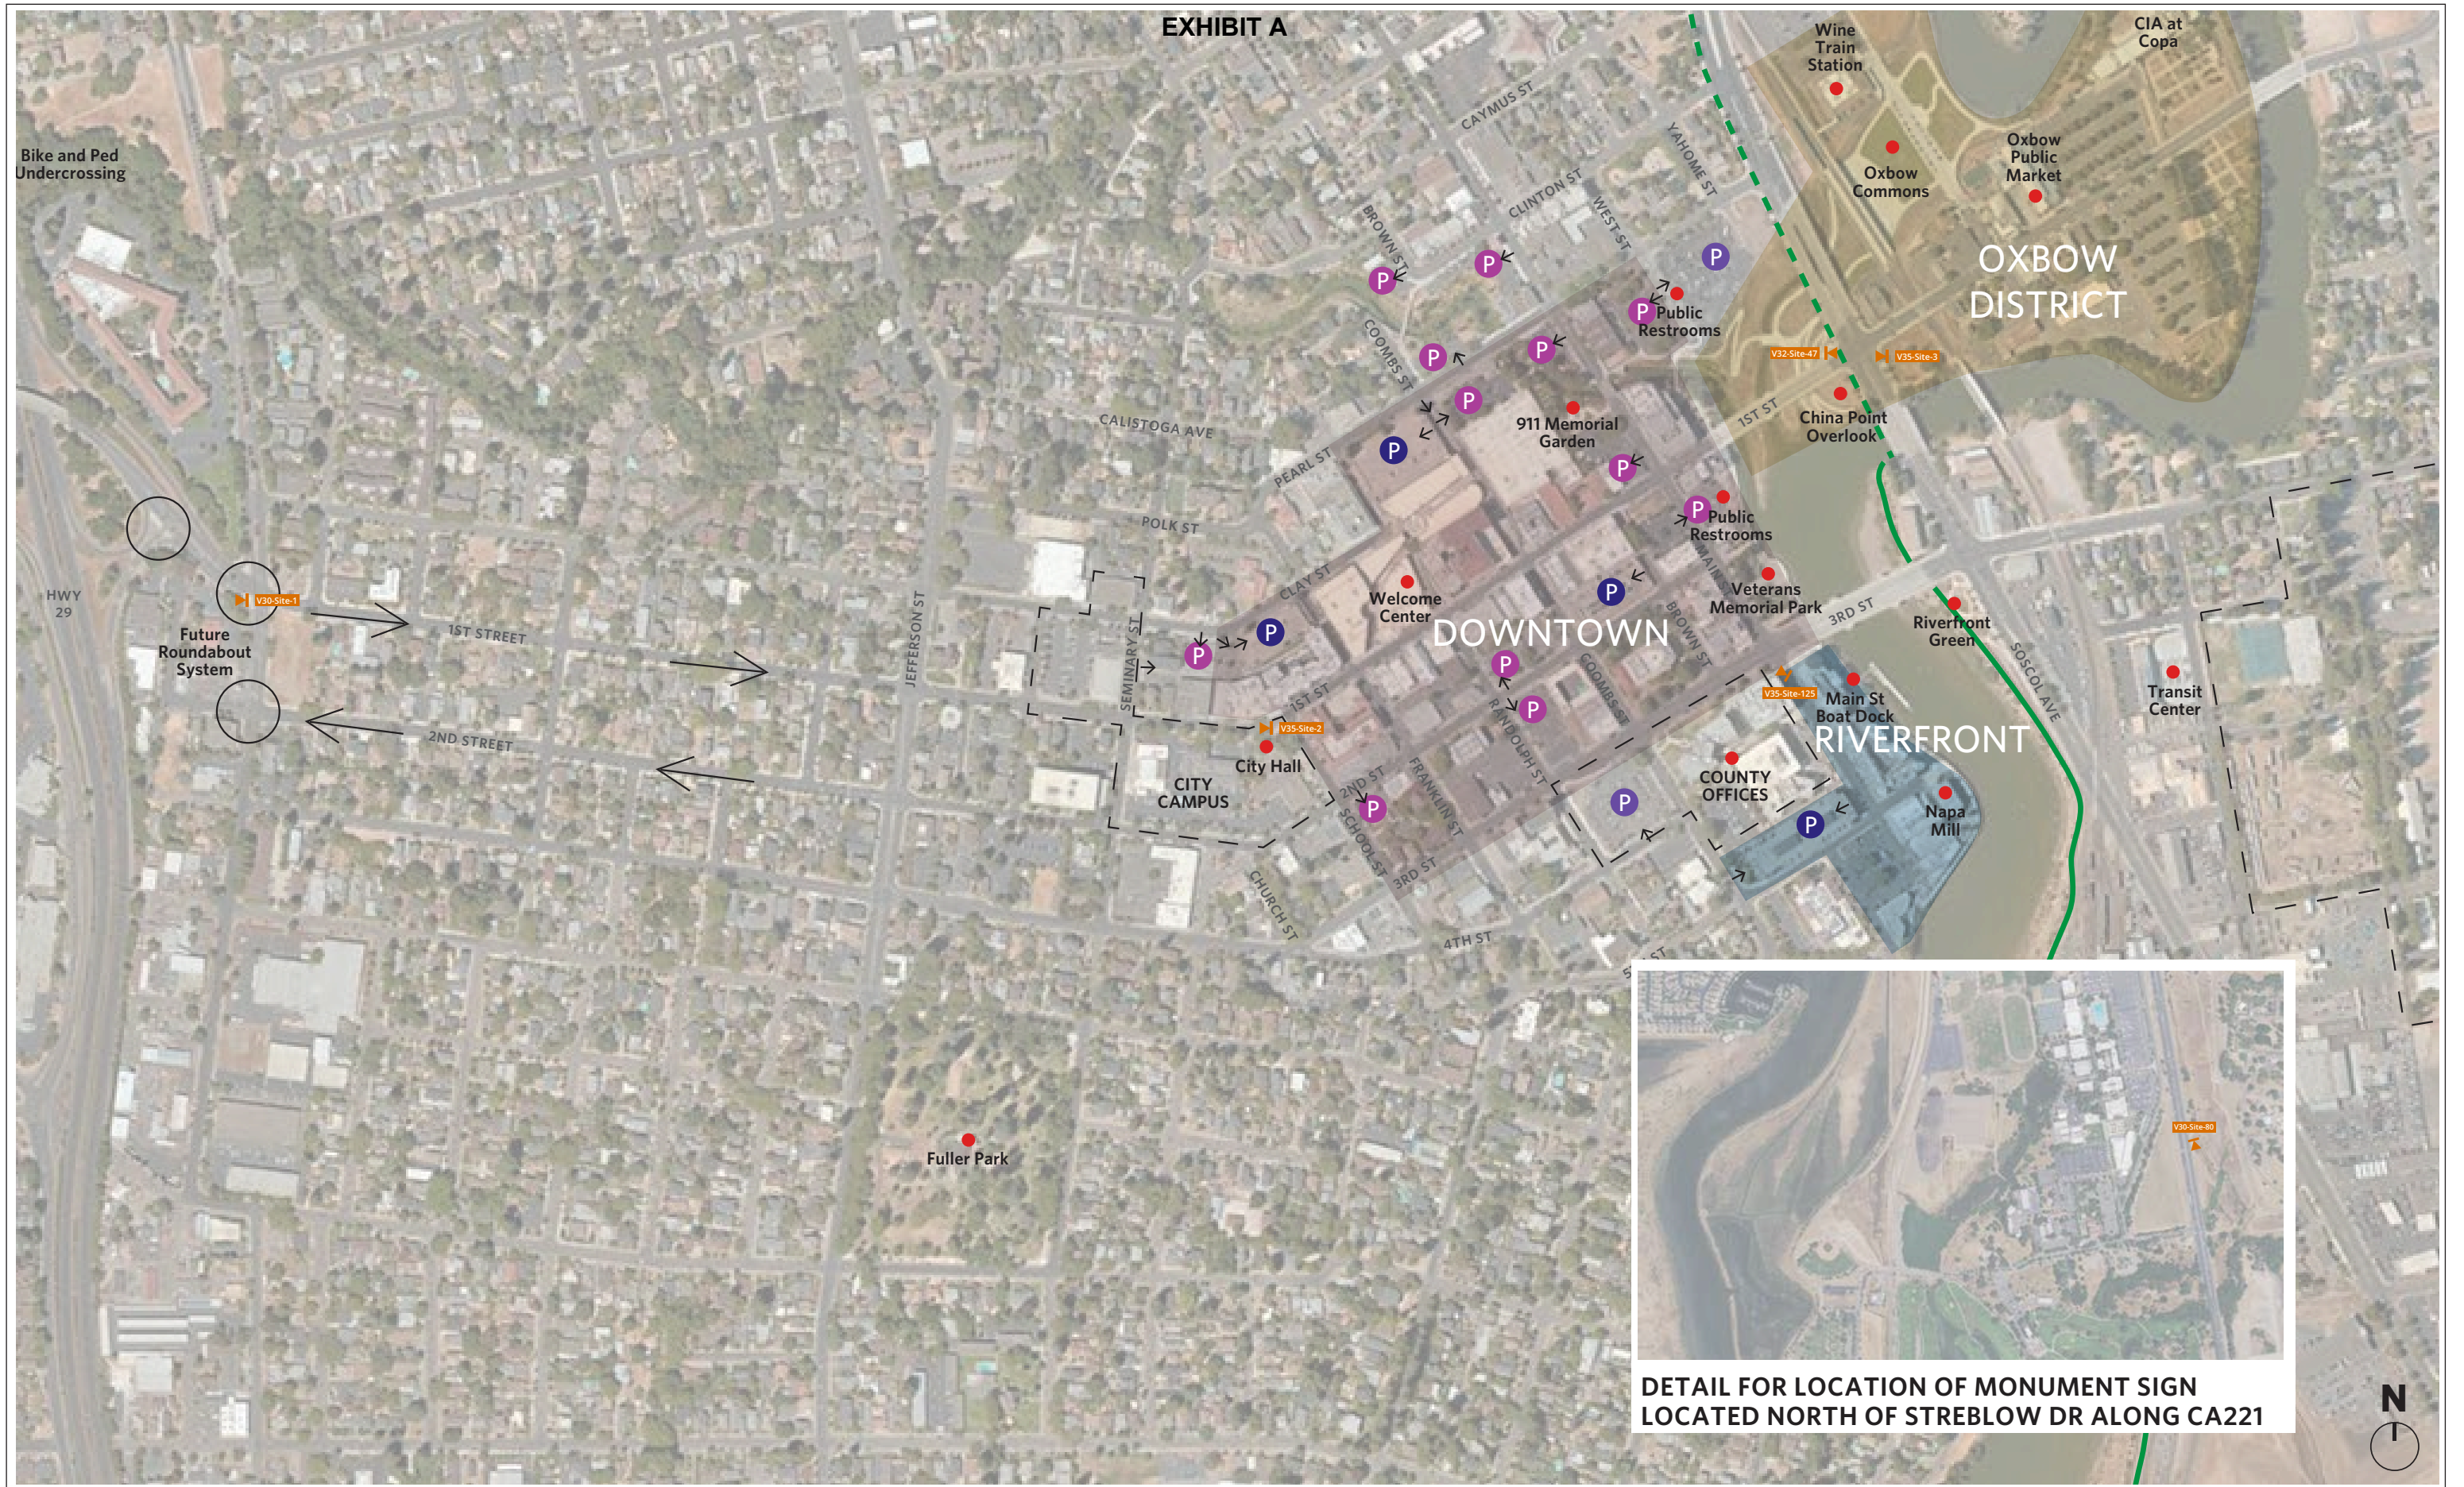 EXHIBIT A
CIA at
Copa
Wine
Train
Station
CAYMUS ST
YAHOME ST
Oxbow
Public
Market
Bike and Ped
Undercrossing
Oxbow
Commons
CLINTON ST
WEST ST
BROWN ST
P
P
P
OXBOW
DISTRICT
P
Public
Restrooms
COOMBS ST
P
P
V32-Site-47
V35-Site-3
P
1ST ST
China Point
Overlook
CALISTOGA AVE
911 Memorial
Garden
P
PEARL ST
P
POLK ST
P
Public
Restrooms
MAIN ST
CLAY ST
Welcome
Center
P
Veterans
Memorial Park
HWY
29
V30-Site-1
Future
Roundabout
System
1ST STREET
JEFFERSON ST
SEMINARY ST
P
P
DOWNTOWN
BROWN ST
3RD ST
Riverfront
Green
SOSCOL AVE
P
P
COOMBS ST
RANDOLPH ST
1ST ST
V35-Site-125
Main St
Boat Dock
RIVERFRONT
Transit
Center
2ND STREET
V35-Site-2
City Hall
CITY
CAMPUS
2ND ST
P
FRANKLIN ST
SCHOOL ST
COUNTY
OFFICES
P
P
Napa
Mill
3RD ST
CHURCH ST
4TH ST
ST
V30-Site-80
Fuller Park
DETAIL FOR LOCATION OF MONUMENT SIGN
LOCATED NORTH OF STREBLOW DR ALONG CA221
N